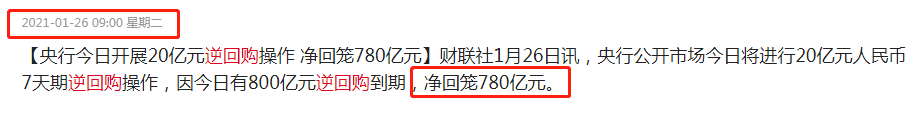 2021-01-26 09:00 星期二
【央行今日开展20亿元逆回购操作 净回笼780亿元】财联社1月26日讯，央行公开市场今日将进行20亿元人民币
7天期逆回购操作，因今日有800亿元逆回购到期，净回笼780亿元。